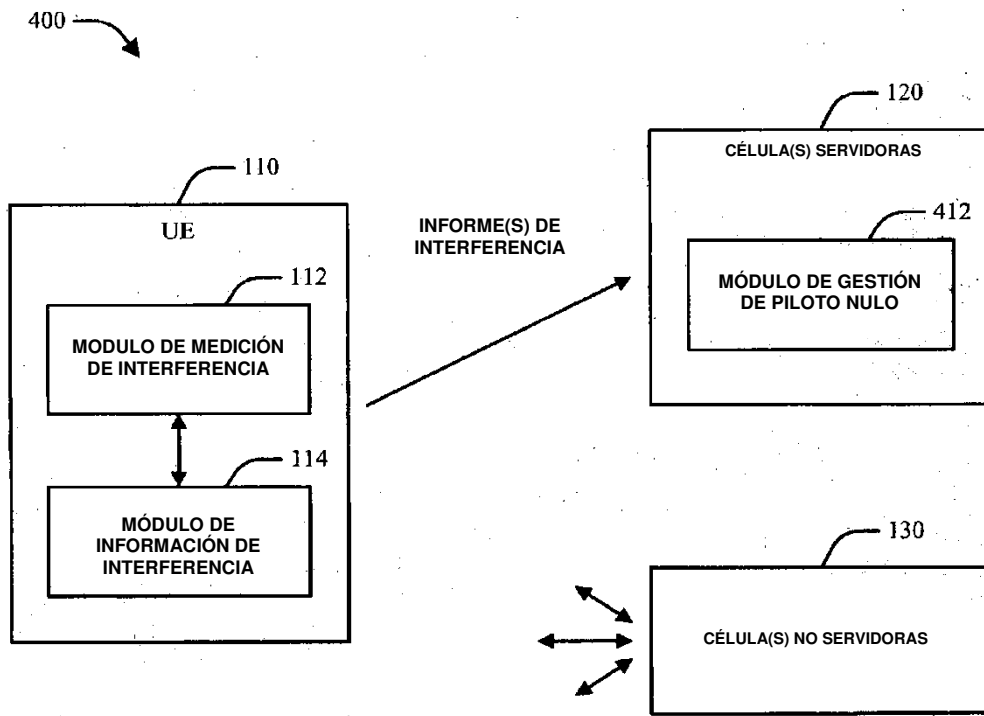 400
120
CÉLULA(S) SERVIDORAS
110
UE
INFORME(S) DE
INTERFERENCIA
412
MÓDULO DE GESTIÓN
DE PILOTO NULO
112
MODULO DE MEDICIÓN
DE INTERFERENCIA
114
MÓDULO DE
INFORMACIÓN DE
INTERFERENCIA
130
CÉLULA(S) NO SERVIDORAS